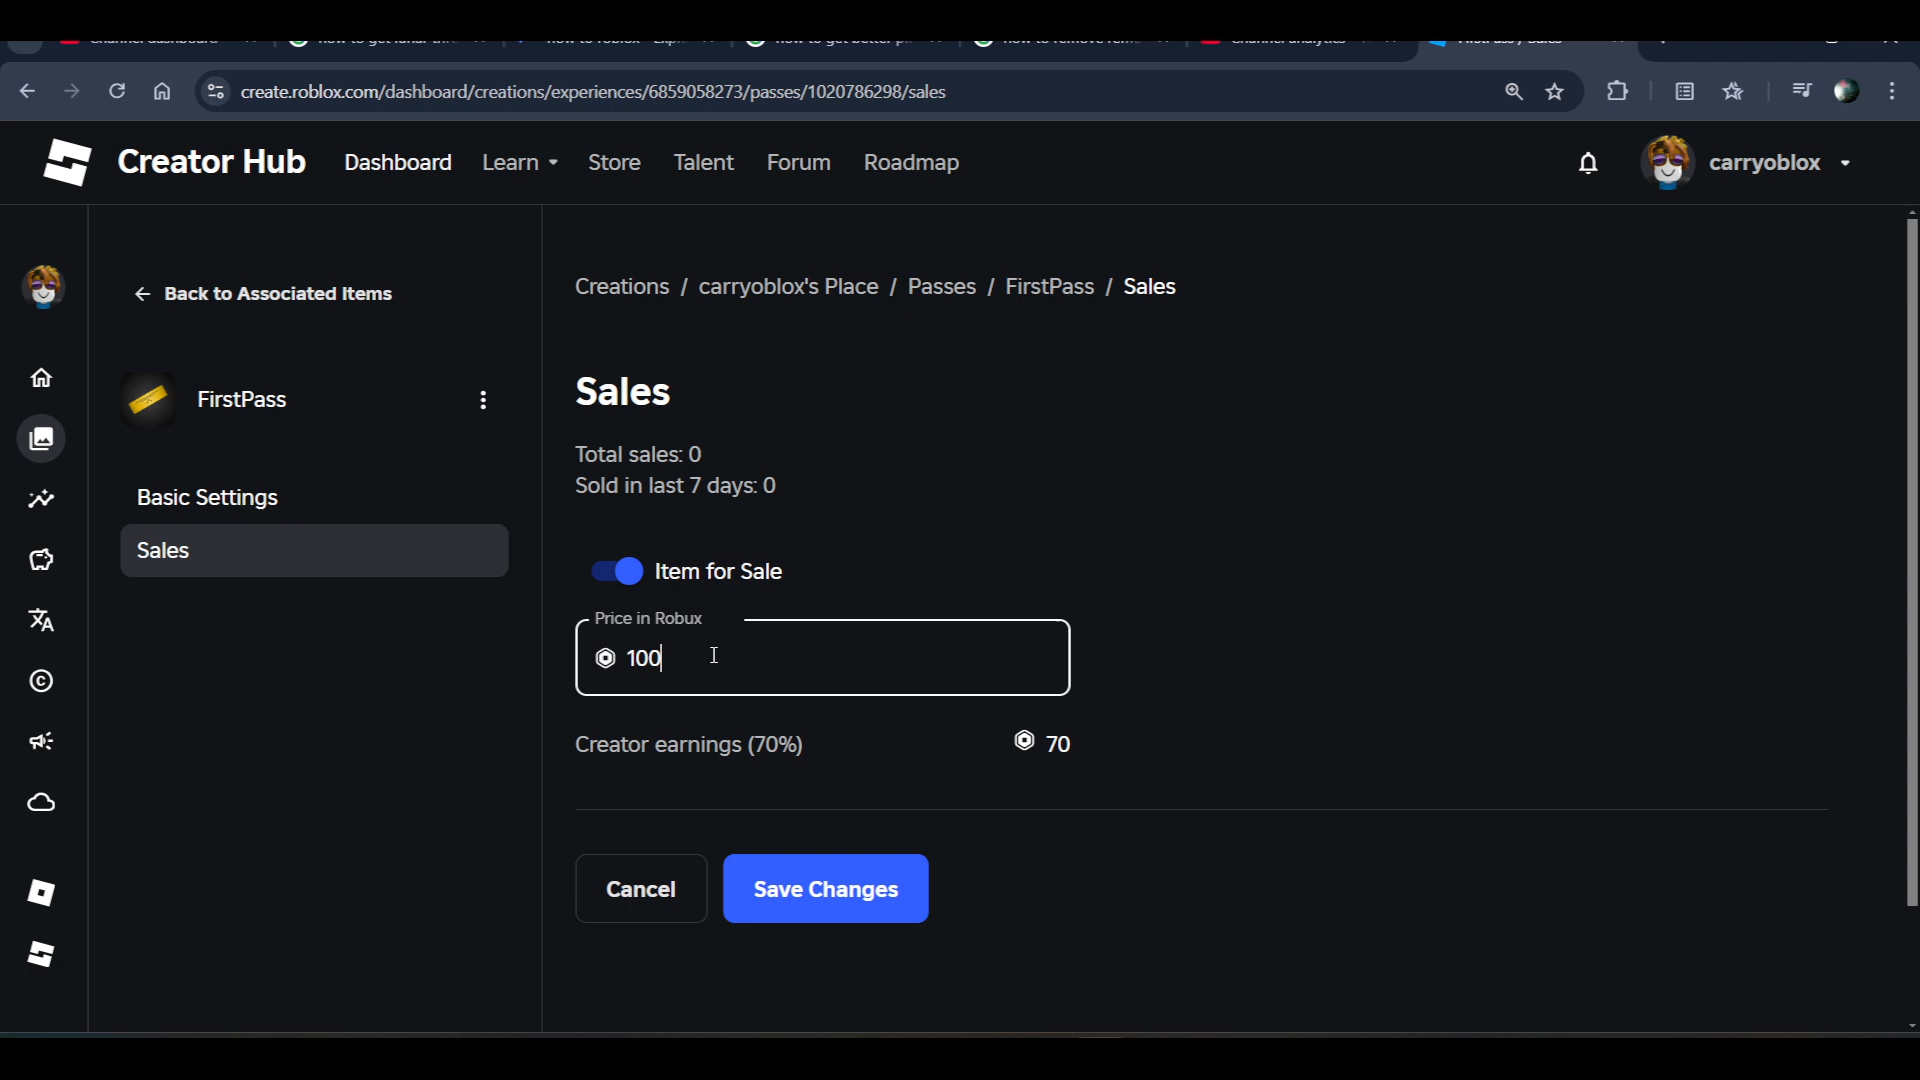 create.roblox.com/dashboard/creations/experiences/6859058273/passes/1020786298/sales
Creator Hub Dashboard Learn Store Talent Forum Roadmap carryoblox
← Back to Associated Items
Creations / carryoblox's Place / Passes / FirstPass / Sales
FirstPass
Basic Settings
Sales
Sales
Total sales: 0
Sold in last 7 days: 0
Item for Sale
Price in Robux
100
Creator earnings (70%) 70
Cancel Save Changes